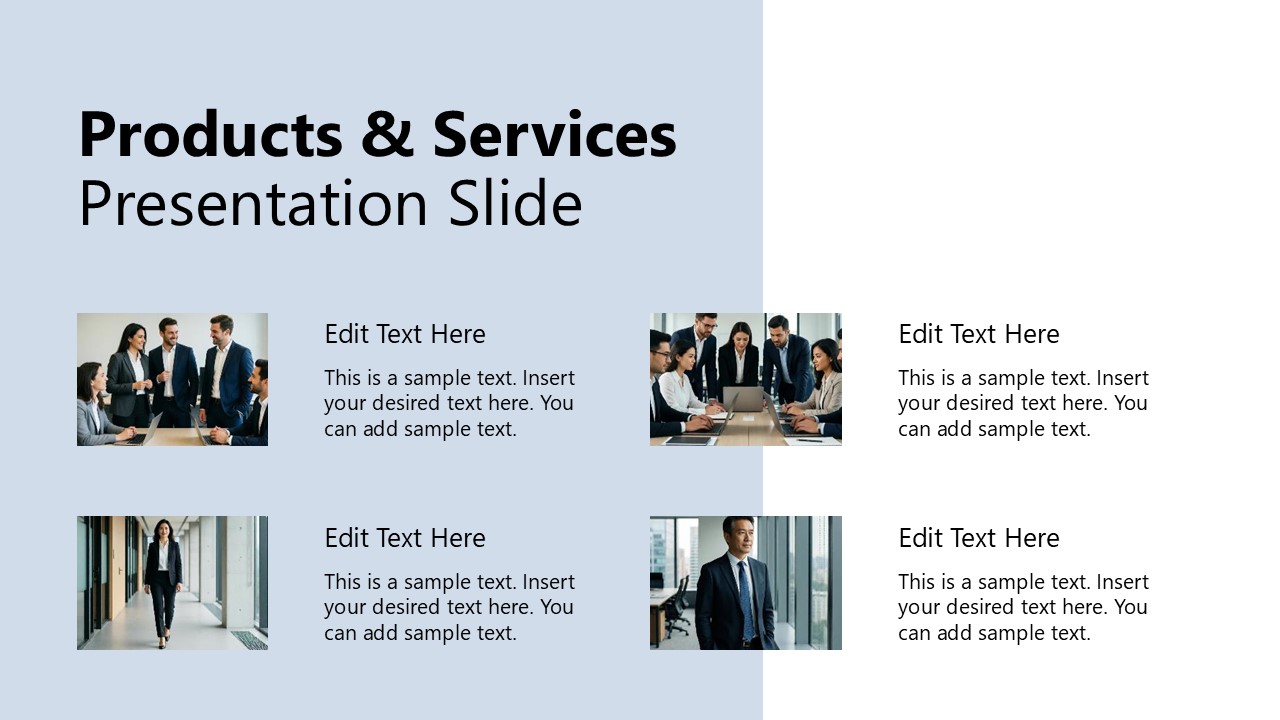 Products & Services
Presentation Slide
Edit Text Here
This is a sample text. Insert
your desired text here. You
can add sample text.
Edit Text Here
This is a sample text. Insert
your desired text here. You
can add sample text.
Edit Text Here
This is a sample text. Insert
your desired text here. You
can add sample text.
Edit Text Here
This is a sample text. Insert
your desired text here. You
can add sample text.